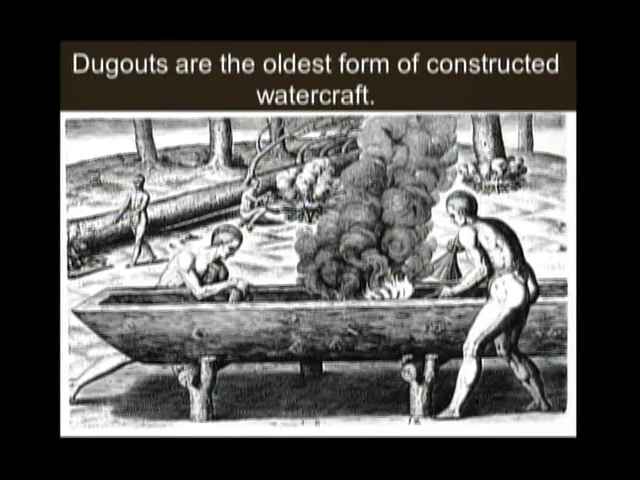 Dugouts are the oldest form of constructed
watercraft.